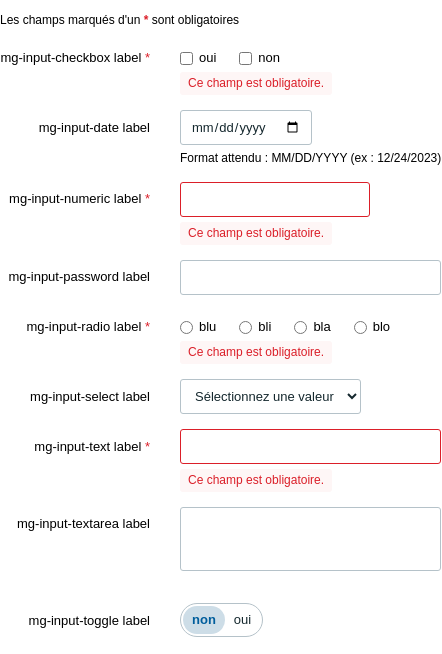 Les champs marqués d'un * sont obligatoires
mg-input-checkbox label * oui non
Ce champ est obligatoire.
mg-input-date label mm/dd/yyyy
Format attendu : MM/DD/YYYY (ex : 12/24/2023)
mg-input-numeric label *
Ce champ est obligatoire.
mg-input-password label
mg-input-radio label * blu bli bla blo
Ce champ est obligatoire.
mg-input-select label Sélectionnez une valeur
mg-input-text label *
Ce champ est obligatoire.
mg-input-textarea label
mg-input-toggle label non oui